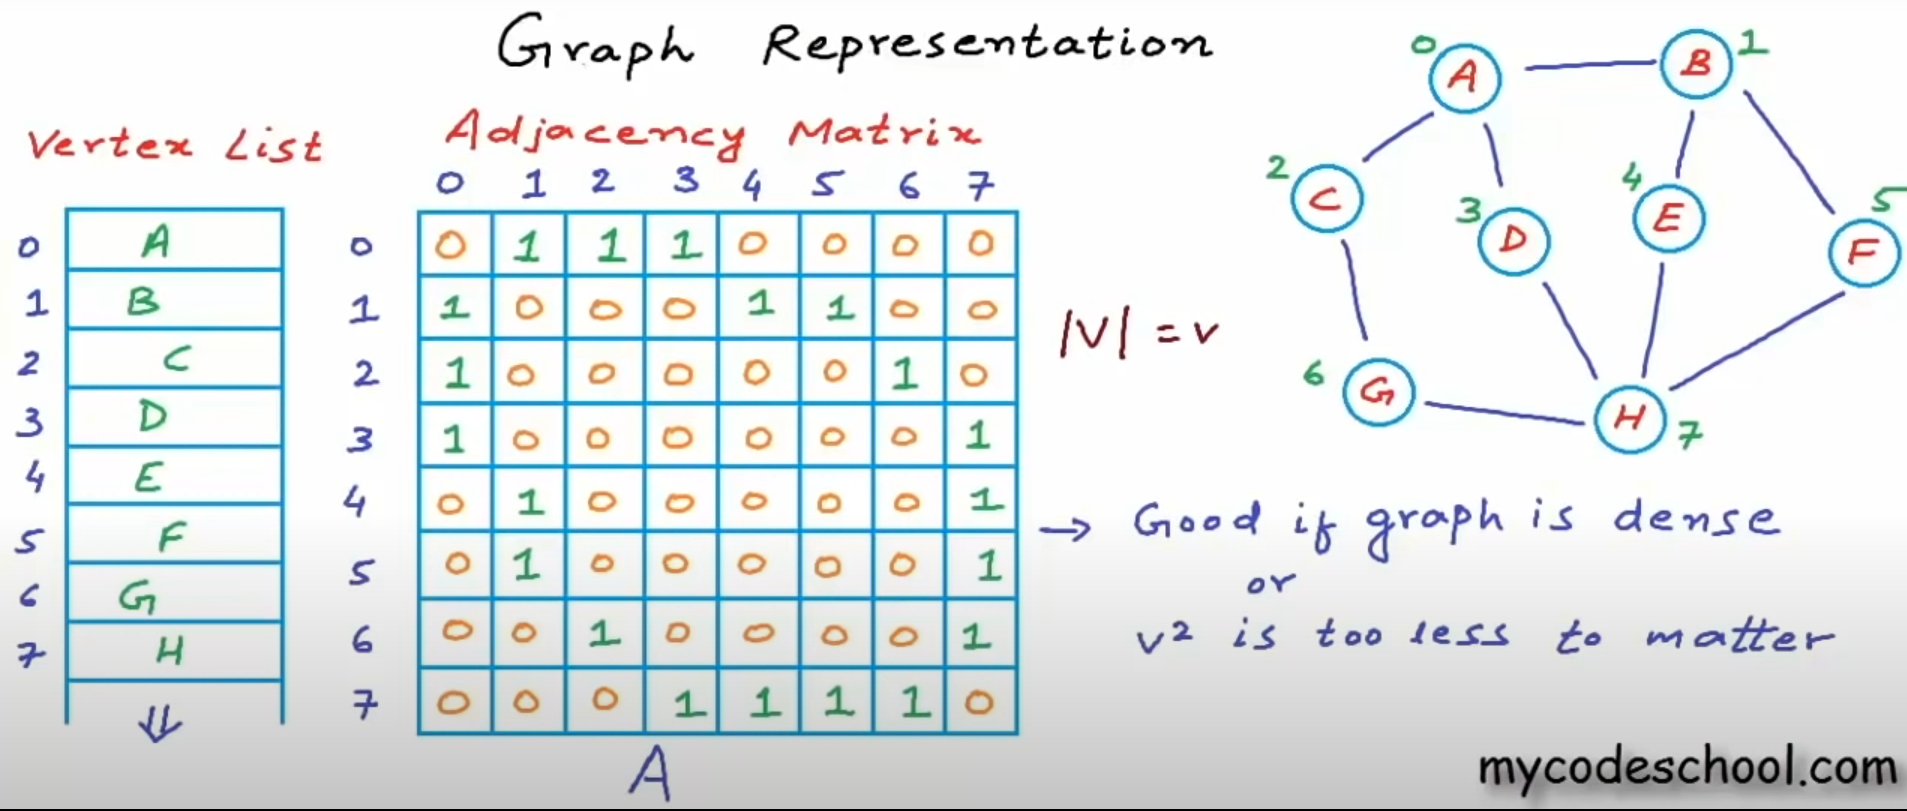 Graph Representation
Vertex List
0 A
1 B
2 C
3 D
4 E
5 F
6 G
7 H
Adjacency Matrix
0 1 2 3 4 5 6 7
0 0 1 1 1 0 0 0 0
1 1 0 0 0 1 1 0 0
2 1 0 0 0 0 0 1 0
3 1 0 0 0 0 0 0 1
4 0 1 0 0 0 0 0 1
5 0 1 0 0 0 0 0 1
6 0 0 1 0 0 0 0 1
7 0 0 0 1 1 1 1 0
A
|V| = v
0 A
B 1
2 C
3 D
4 E
5 F
6 G
H 7
→ Good if graph is dense
or
v² is too less to matter
mycodeschool.com